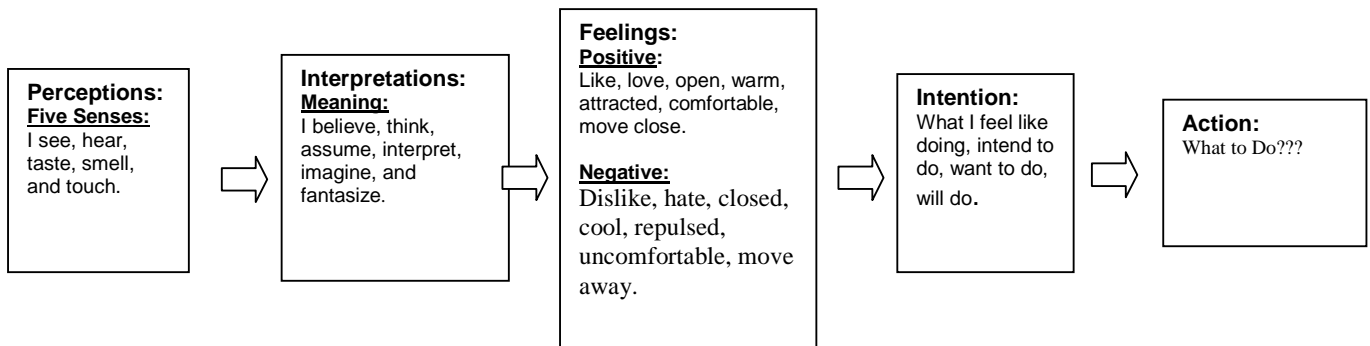 Perceptions:
Five Senses:
I see, hear,
taste, smell,
and touch.
Interpretations:
Meaning:
I believe, think,
assume, interpret,
imagine, and
fantasize.
Feelings:
Positive:
Like, love, open, warm,
attracted, comfortable,
move close.
Negative:
Dislike, hate, closed,
cool, repulsed,
uncomfortable, move
away.
Intention:
What I feel like
doing, intend to
do, want to do,
will do.
Action:
What to Do???